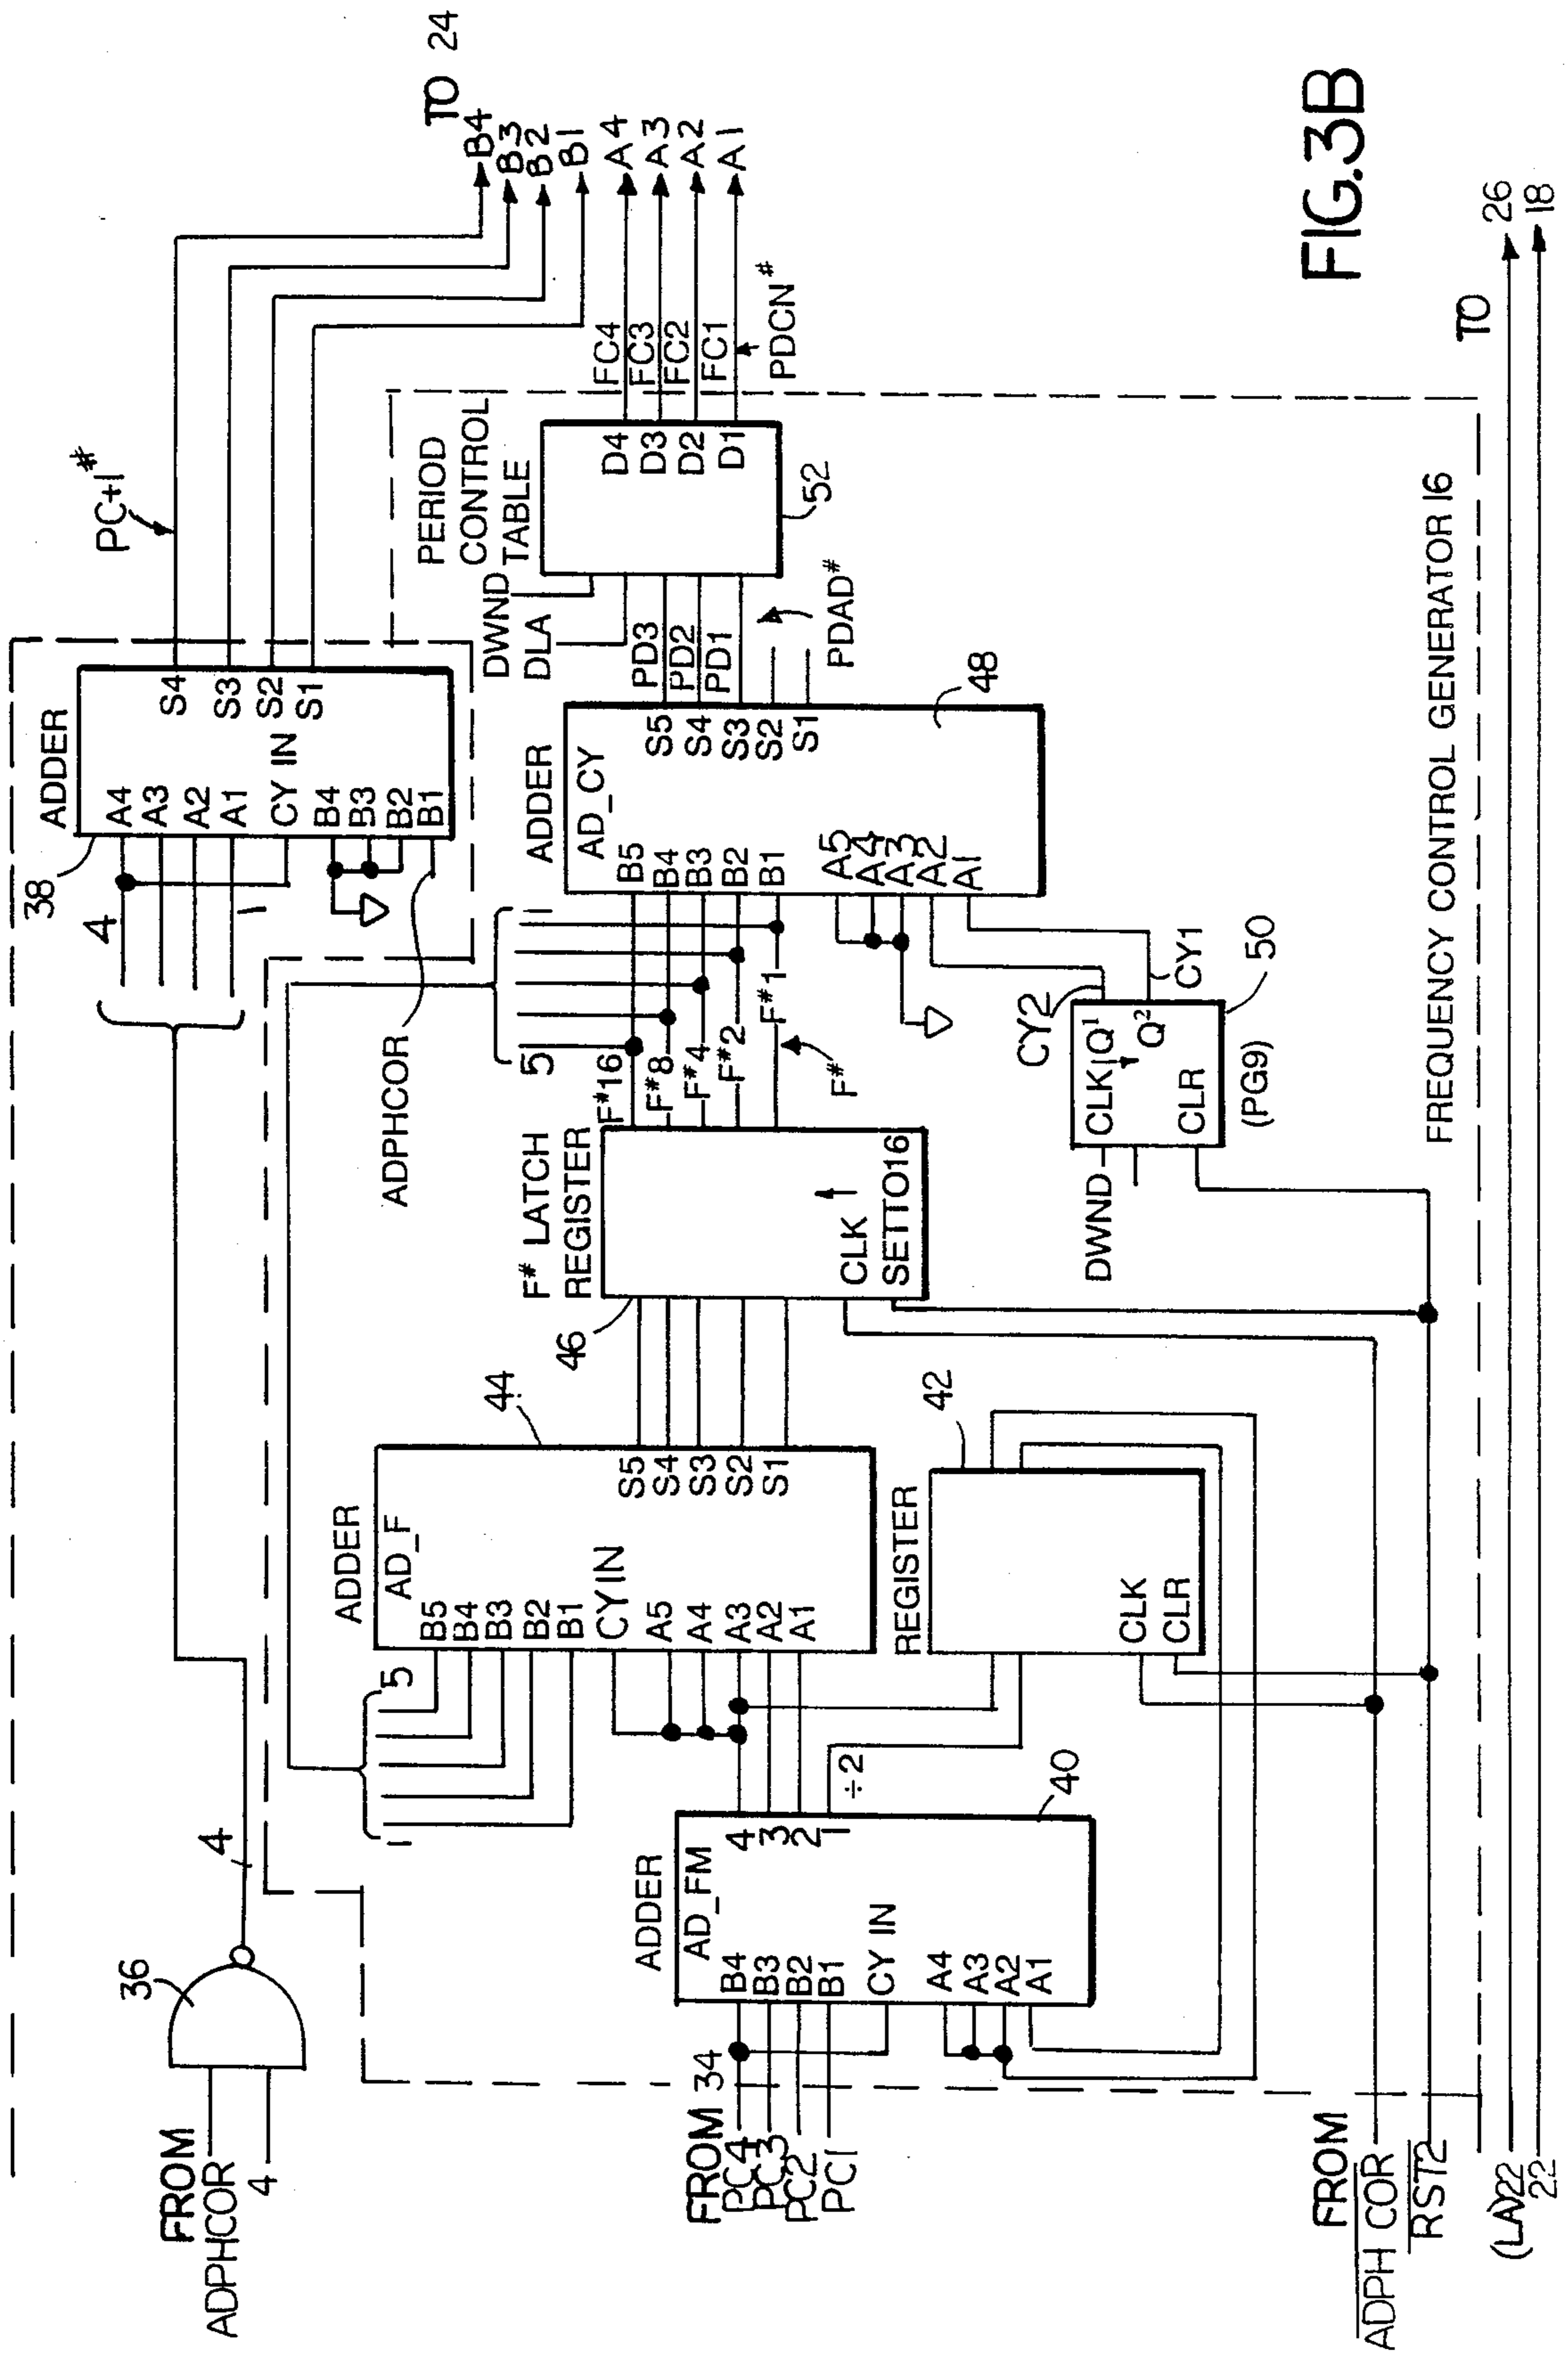 FROM
ADPHCOR
4
36
4
4
1
38
ADDER
A4
A3
A2
A1
CY IN
B4
B3
B2
B1
S4
S3
S2
S1
ADPHCOR
PC+1#
TO 24
B4
B3
B2
B1
A4
A3
A2
A1
FROM 34
PC4
PC3
PC2
PC1
ADDER
AD_FM
B4
B3
B2
B1
CY IN
A4
A3
A2
A1
4
3
2
1
÷2
40
5
1
ADDER
AD_F
B5
B4
B3
B2
B1
CY IN
A5
A4
A3
A2
A1
S5
S4
S3
S2
S1
44
REGISTER
CLK
CLR
42
F# LATCH
REGISTER
CLK
SETTO16
46
5
1
F#16
F#8
F#4
F#2
F#1
F#
ADDER
AD_CY
B5
B4
B3
B2
B1
A5
A4
A3
A2
A1
S5
S4
S3
S2
S1
48
DWND
CLK
Q1
Q2
CLR
CY2
CY1
50
(PG9)
DWND
DLA
PD3
PD2
PD1
PDAD#
PERIOD
CONTROL
TABLE
D4
D3
D2
D1
52
FC4
FC3
FC2
FC1
PDCN#
FREQUENCY CONTROL GENERATOR 16
FROM
ADPH COR
RST2
(LA)22
22
TO
26
18
FIG.3B